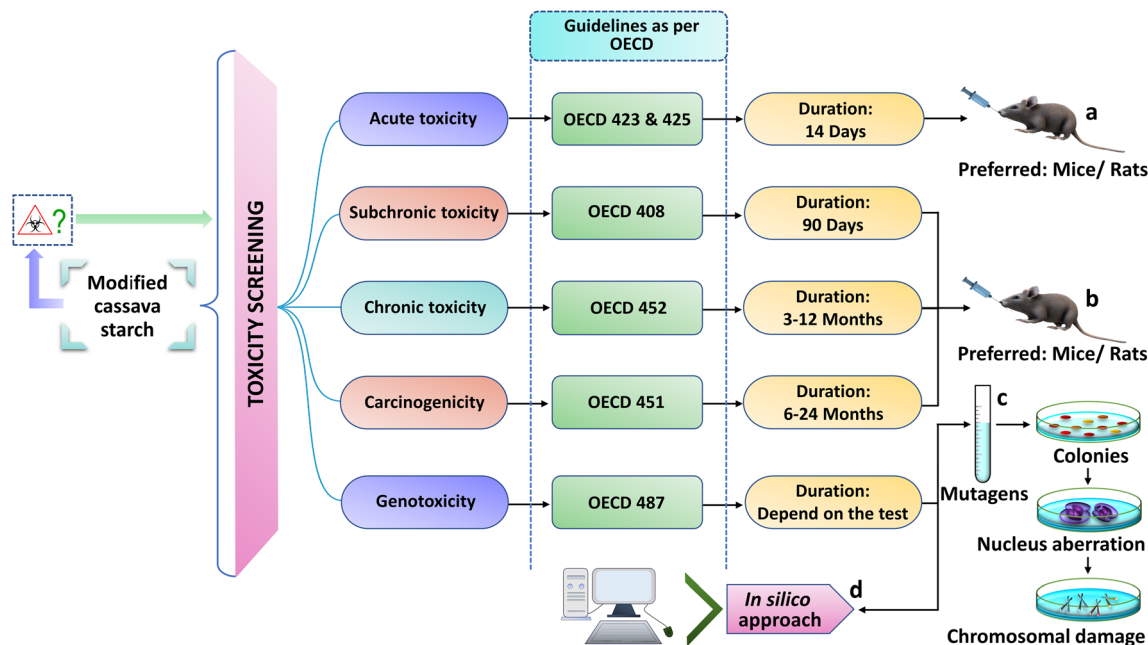 Guidelines as per
OECD
Acute toxicity
OECD 423 & 425
Duration:
14 Days
a
Preferred: Mice/ Rats
Subchronic toxicity
OECD 408
Duration:
90 Days
?
Modified
cassava
starch
TOXICITY SCREENING
Chronic toxicity
OECD 452
Duration:
3-12 Months
b
Preferred: Mice/ Rats
Carcinogenicity
OECD 451
Duration:
6-24 Months
c
Mutagens
Colonies
Genotoxicity
OECD 487
Duration:
Depend on the test
Nucleus aberration
In silico
approach
d
Chromosomal damage